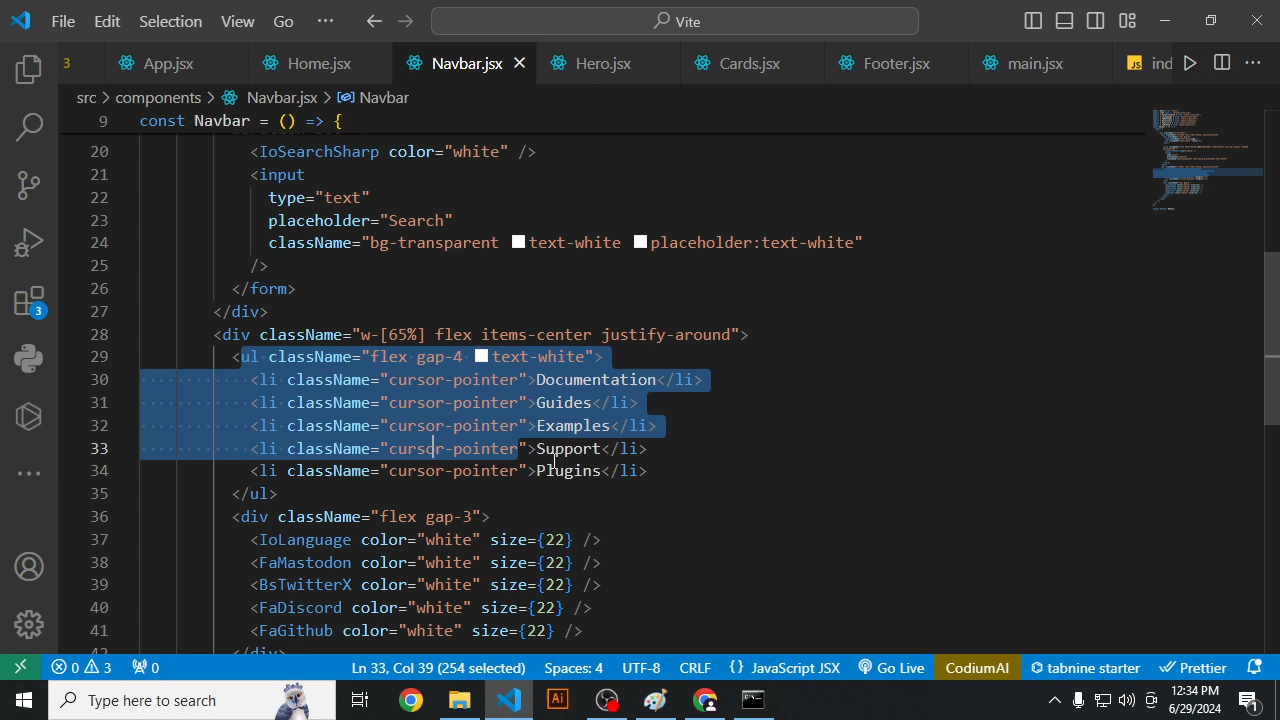 File Edit Selection View Go ··· Vite
3 App.jsx Home.jsx Navbar.jsx Hero.jsx Cards.jsx Footer.jsx main.jsx JS ind
src > components > Navbar.jsx > Navbar
9 const Navbar = () => {
20 <IoSearchSharp color="white" />
21 <input
22 type="text"
23 placeholder="Search"
24 className="bg-transparent text-white placeholder:text-white"
25 />
26 </form>
27 </div>
28 <div className="w-[65%] flex items-center justify-around">
29 <ul className="flex gap-4 text-white">
30 <li className="cursor-pointer">Documentation</li>
31 <li className="cursor-pointer">Guides</li>
32 <li className="cursor-pointer">Examples</li>
33 <li className="cursor-pointer">Support</li>
34 <li className="cursor-pointer">Plugins</li>
35 </ul>
36 <div className="flex gap-3">
37 <IoLanguage color="white" size={22} />
38 <FaMastodon color="white" size={22} />
39 <BsTwitterX color="white" size={22} />
40 <FaDiscord color="white" size={22} />
41 <FaGithub color="white" size={22} />
3
0 3 0 Ln 33, Col 39 (254 selected) Spaces: 4 UTF-8 CRLF {} JavaScript JSX Go Live CodiumAI tabnine starter Prettier
Type here to search Ai 12:34 PM
6/29/2024 1